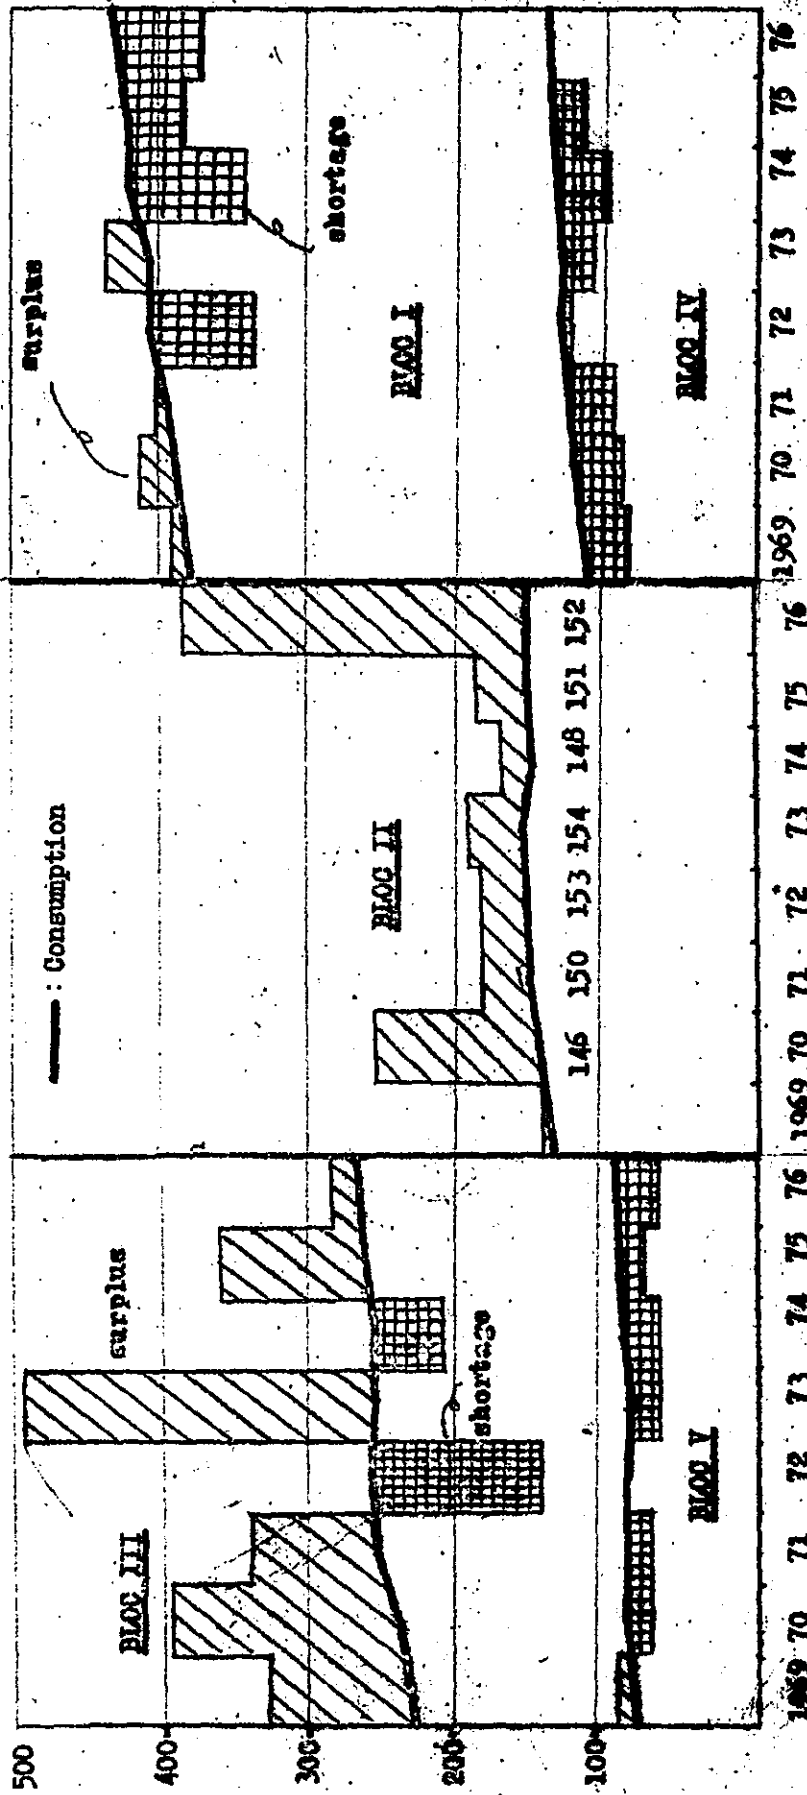 500
400
300
200
100
BLOC III
surplus
shortage
BLOC V
1969 70 71 72 73 74 75 76
: Consumption
BLOC II
146 150 153 154 148 151 152
1969 70 71 72 73 74 75 76
surplus
shortage
BLOC I
BLOC IV
1969 70 71 72 73 74 75 76